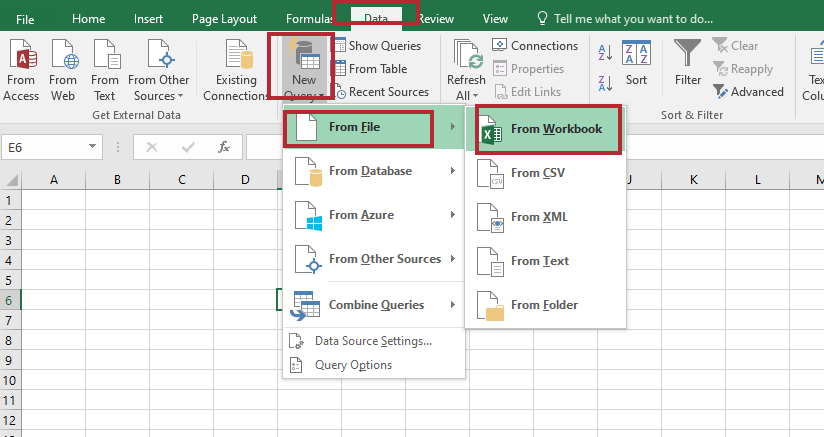 File Home Insert Page Layout Formulas Data Review View Tell me what you want to do...
From Access
From Web
From Text
From Other Sources
Existing Connections
New Query
Show Queries
From Table
Recent Sources
Refresh All
Connections
Properties
Edit Links
Sort
Filter
Clear
Reapply
Advanced
Get External Data
Sort & Filter
E6
fx
A B C D J K L
1
2
3
4
5
6
7
8
9
10
11
12
From File
From Database
From Azure
From Other Sources
Combine Queries
Data Source Settings...
Query Options
From Workbook
From CSV
From XML
From Text
From Folder